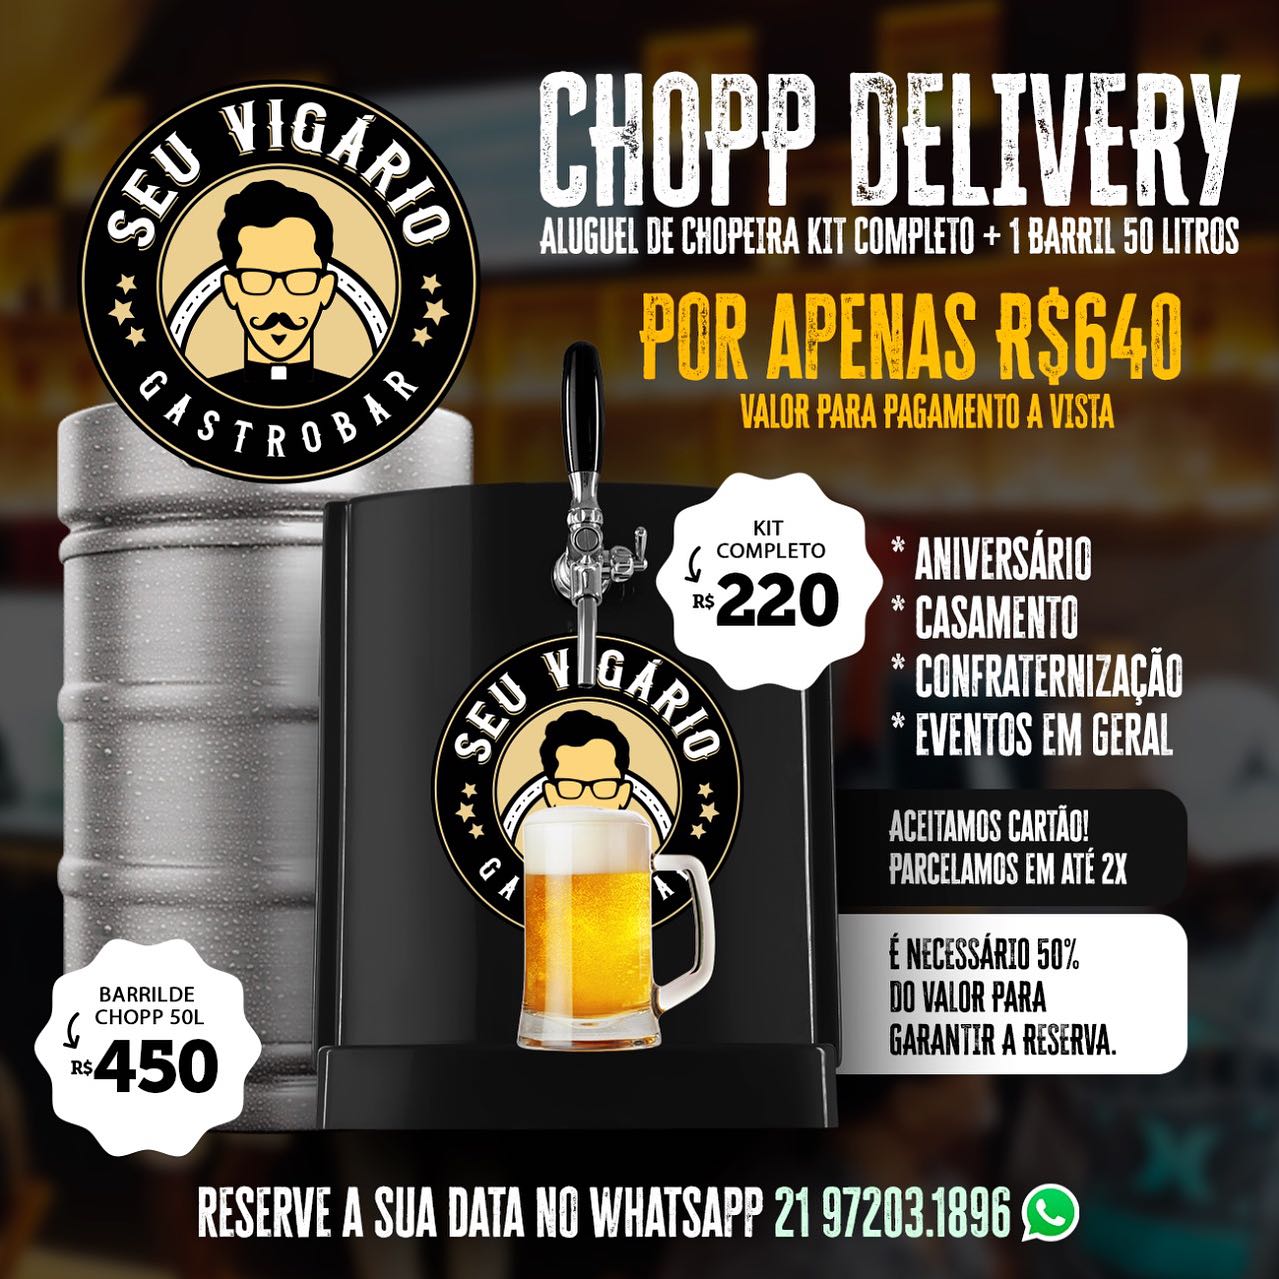 SEU VIGÁRIO
GASTROBAR
CHOPP DELIVERY
ALUGUEL DE CHOPEIRA KIT COMPLETO + 1 BARRIL 50 LITROS
POR APENAS R$640
VALOR PARA PAGAMENTO A VISTA
KIT
COMPLETO
R$ 220
* ANIVERSÁRIO
* CASAMENTO
* CONFRATERNIZAÇÃO
* EVENTOS EM GERAL
SEU VIGÁRIO
GA
ACEITAMOS CARTÃO!
PARCELAMOS EM ATÉ 2X
É NECESSÁRIO 50%
DO VALOR PARA
GARANTIR A RESERVA.
BARRILDE
CHOPP 50L
R$ 450
RESERVE A SUA DATA NO WHATSAPP 21 97203.1896